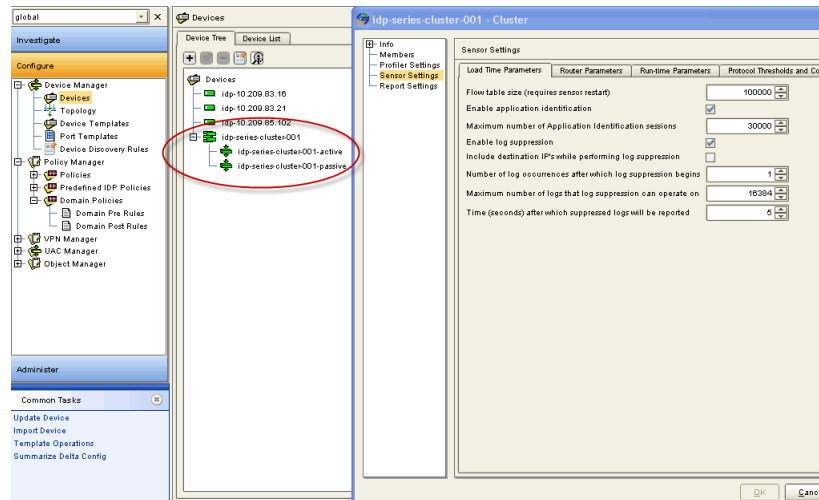 global
Investigate
Configure
Device Manager
Devices
Topology
Device Templates
Port Templates
Device Discovery Rules
Policy Manager
Policies
Predefined IDP Policies
Domain Policies
Domain Pre Rules
Domain Post Rules
VPN Manager
UAC Manager
Object Manager
Administer
Common Tasks
Update Device
Import Device
Template Operations
Summarize Delta Config
Devices
Device Tree
Device List
Devices
idp-10.209.83.16
idp-10.209.83.21
idp-10.209.85.102
idp-series-cluster-001
idp-series-cluster-001-active
idp-series-cluster-001-passive
idp-series-cluster-001 - Cluster
Info
Members
Profiler Settings
Sensor Settings
Report Settings
Sensor Settings
Load Time Parameters
Router Parameters
Run-time Parameters
Protocol Thresholds and Co
Flow table size (requires sensor restart) 100000
Enable application identification
Maximum number of Application Identification sessions 30000
Enable log suppression
Include destination IP's while performing log suppression
Number of log occurrences after which log suppression begins 1
Maximum number of logs that log suppression can operate on 16384
Time (seconds) after which suppressed logs will be reported 5
OK
Canc